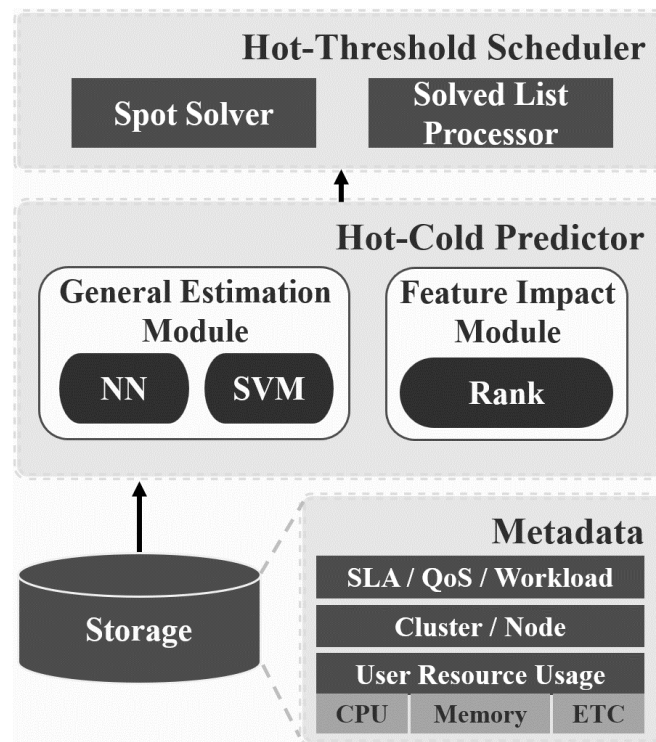 Hot-Threshold Scheduler
Spot Solver
Solved List
Processor
Hot-Cold Predictor
General Estimation
Module
NN
SVM
Feature Impact
Module
Rank
Storage
Metadata
SLA / QoS / Workload
Cluster / Node
User Resource Usage
CPU
Memory
ETC